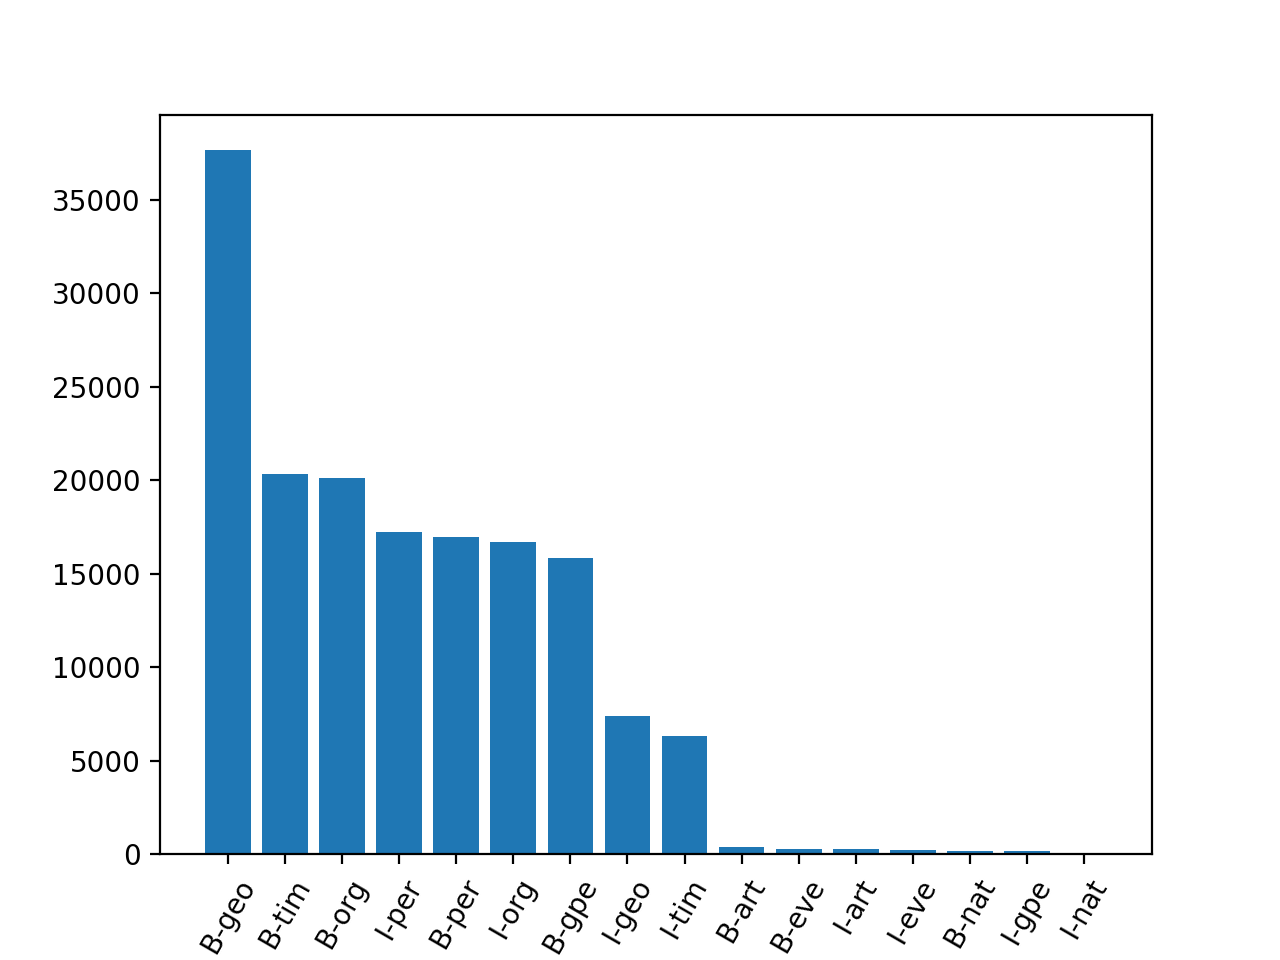 35000
30000
25000
20000
15000
10000
5000
0
B-geo
B-tim
B-org
I-per
B-per
I-org
B-gpe
I-geo
I-tim
B-art
B-eve
I-art
I-eve
B-nat
I-gpe
I-nat